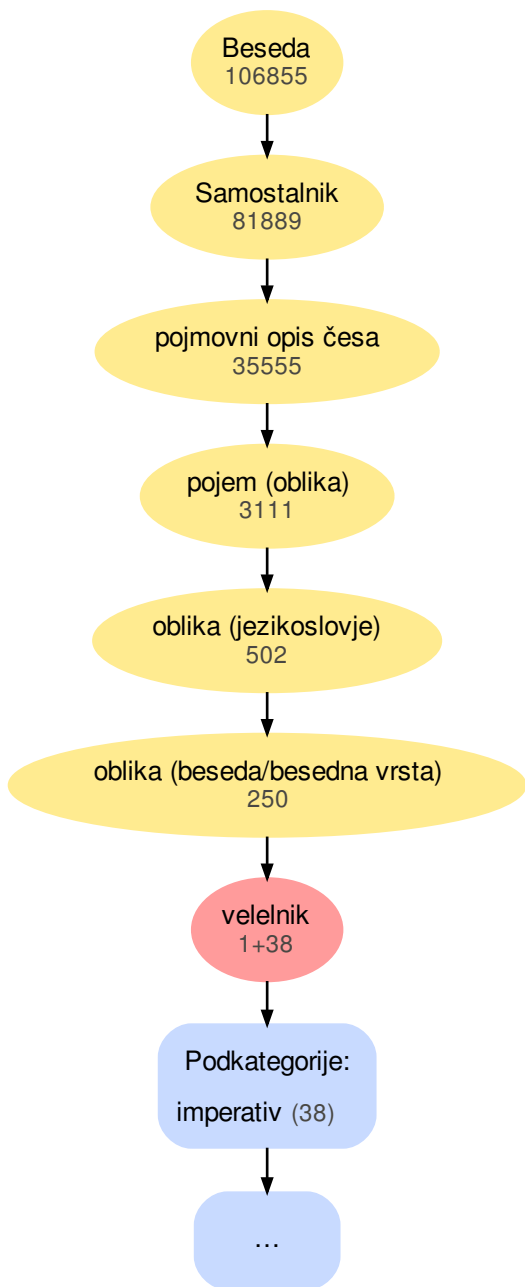 Beseda
106855
Samostalnik
81889
pojmovni opis česa
35555
pojem (oblika)
3111
oblika (jezikoslovje)
502
oblika (beseda/besedna vrsta)
250
velelnik
1+38
Podkategorije:
imperativ (38)
...